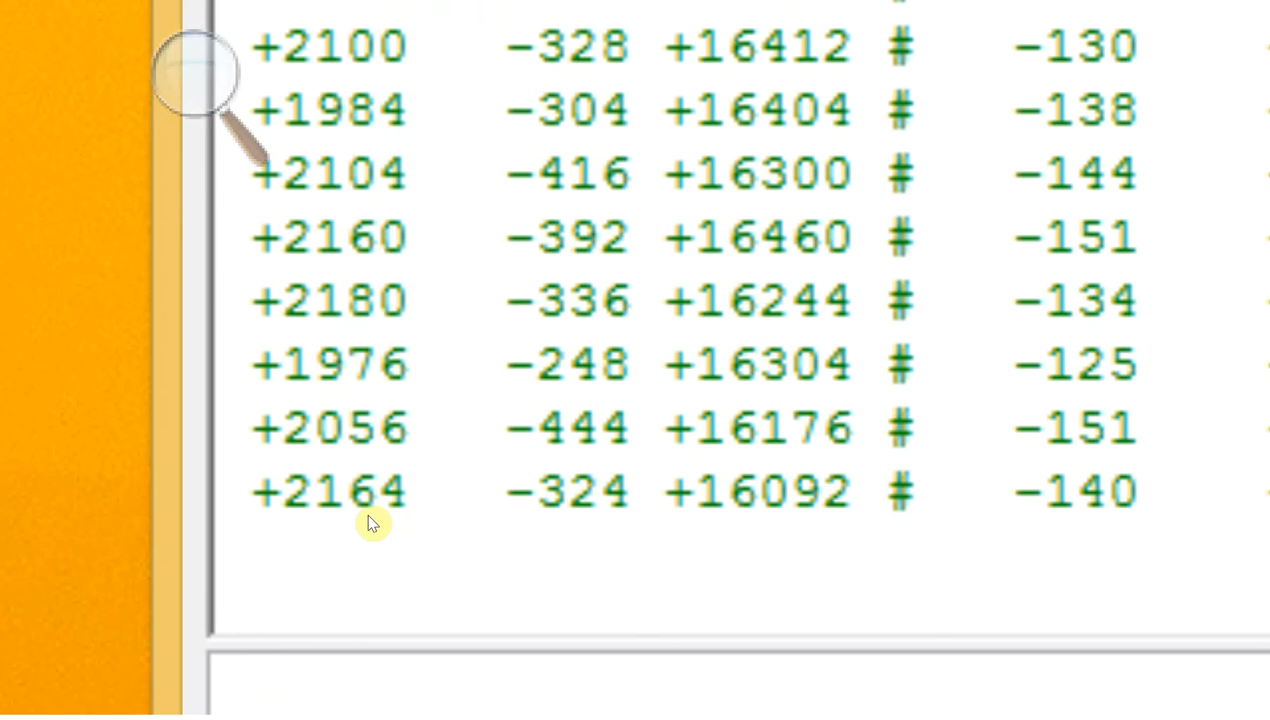 +2100 -328 +16412 # -130
+1984 -304 +16404 # -138
+2104 -416 +16300 # -144
+2160 -392 +16460 # -151
+2180 -336 +16244 # -134
+1976 -248 +16304 # -125
+2056 -444 +16176 # -151
+2164 -324 +16092 # -140